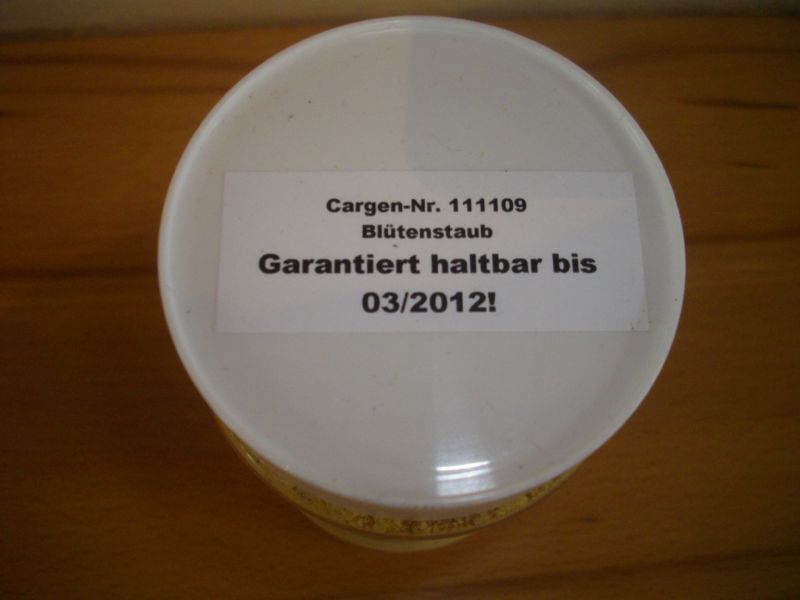 Cargen-Nr. 111109
Blütenstaub
Garantiert haltbar bis
03/2012!